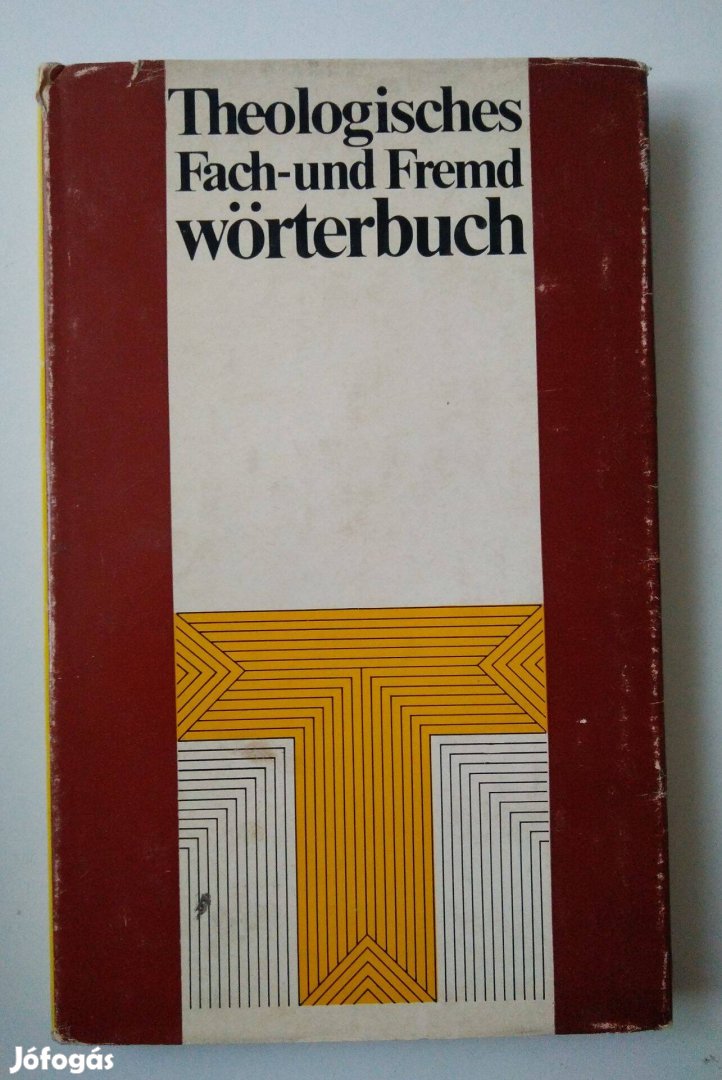 Theologisches
Fach-und Fremd
wörterbuch
Jófogás